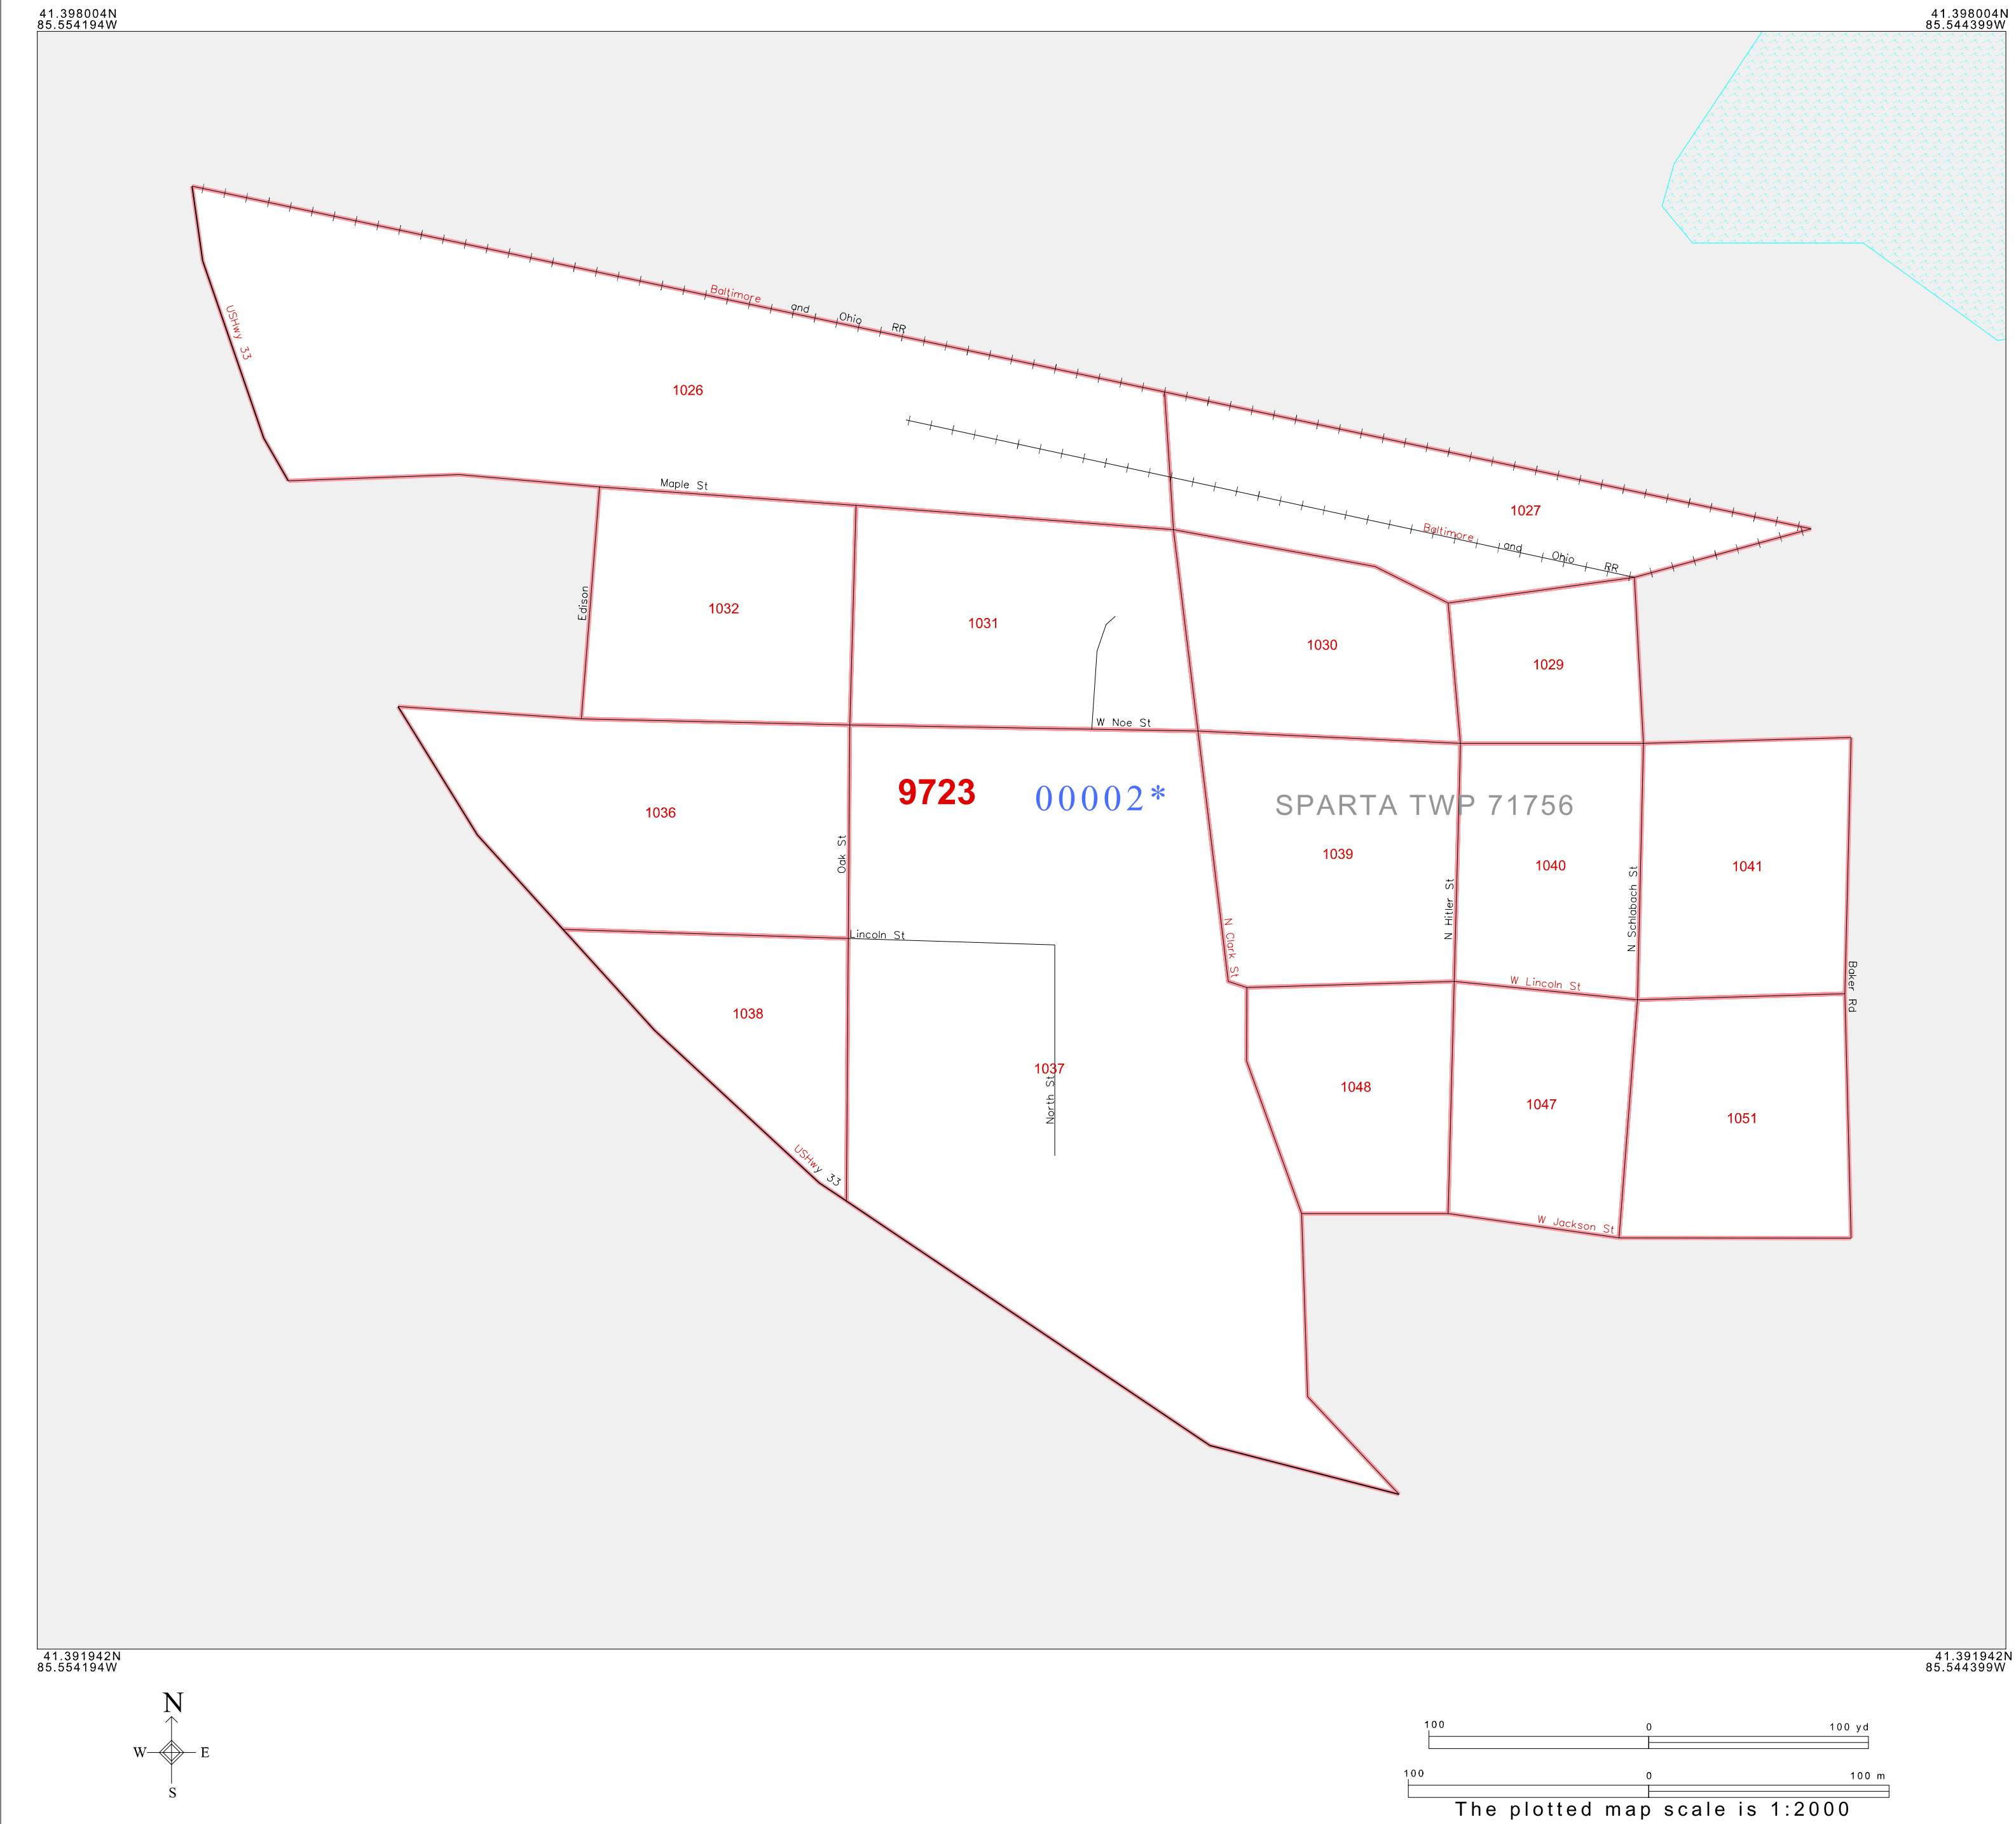 41.398004N
85.554194W
41.398004N
85.544399W
Baltimore and Ohio RR
USHwy 33
1026
Maple St
1027
Baltimore and Ohio RR
Edison
1032
1031
1030
1029
W Noe St
9723
00002*
SPARTA TWP 71756
1036
Oak St
1039
1040
1041
N Hitler St
N Schlabach St
Lincoln St
N Clark St
W Lincoln St
Baker Rd
1038
1037
North St
1048
1047
1051
USHwy 33
W Jackson St
41.391942N
85.554194W
41.391942N
85.544399W
N
W E
S
100 0 100 yd
100 0 100 m
The plotted map scale is 1:2000